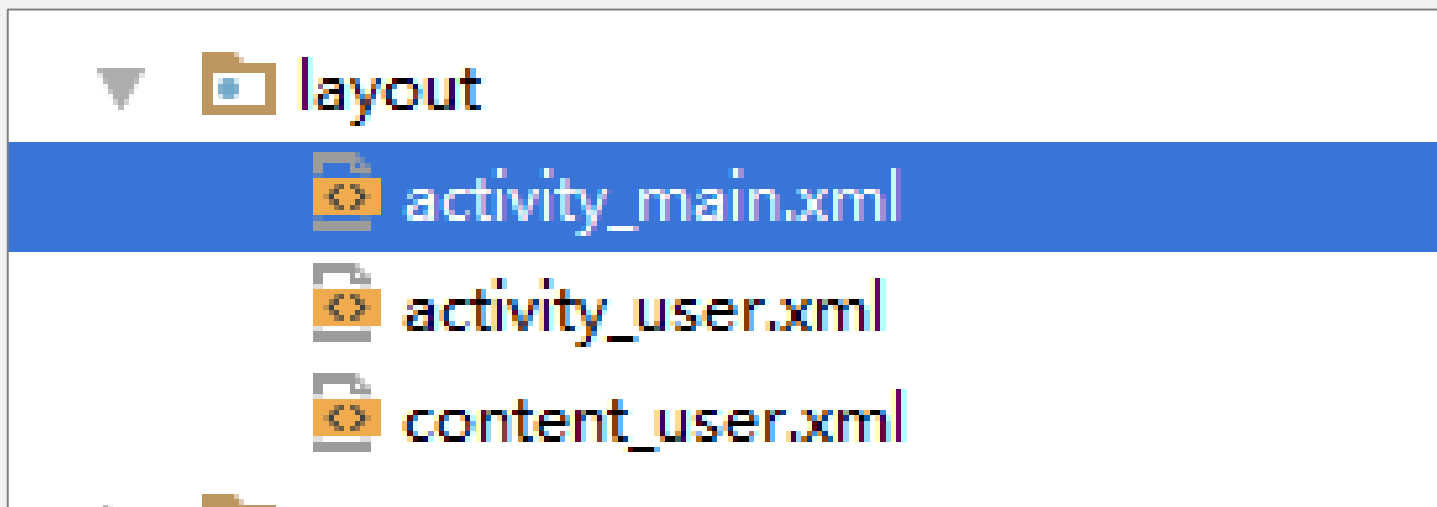 layout
activity_main.xml
activity_user.xml
content_user.xml